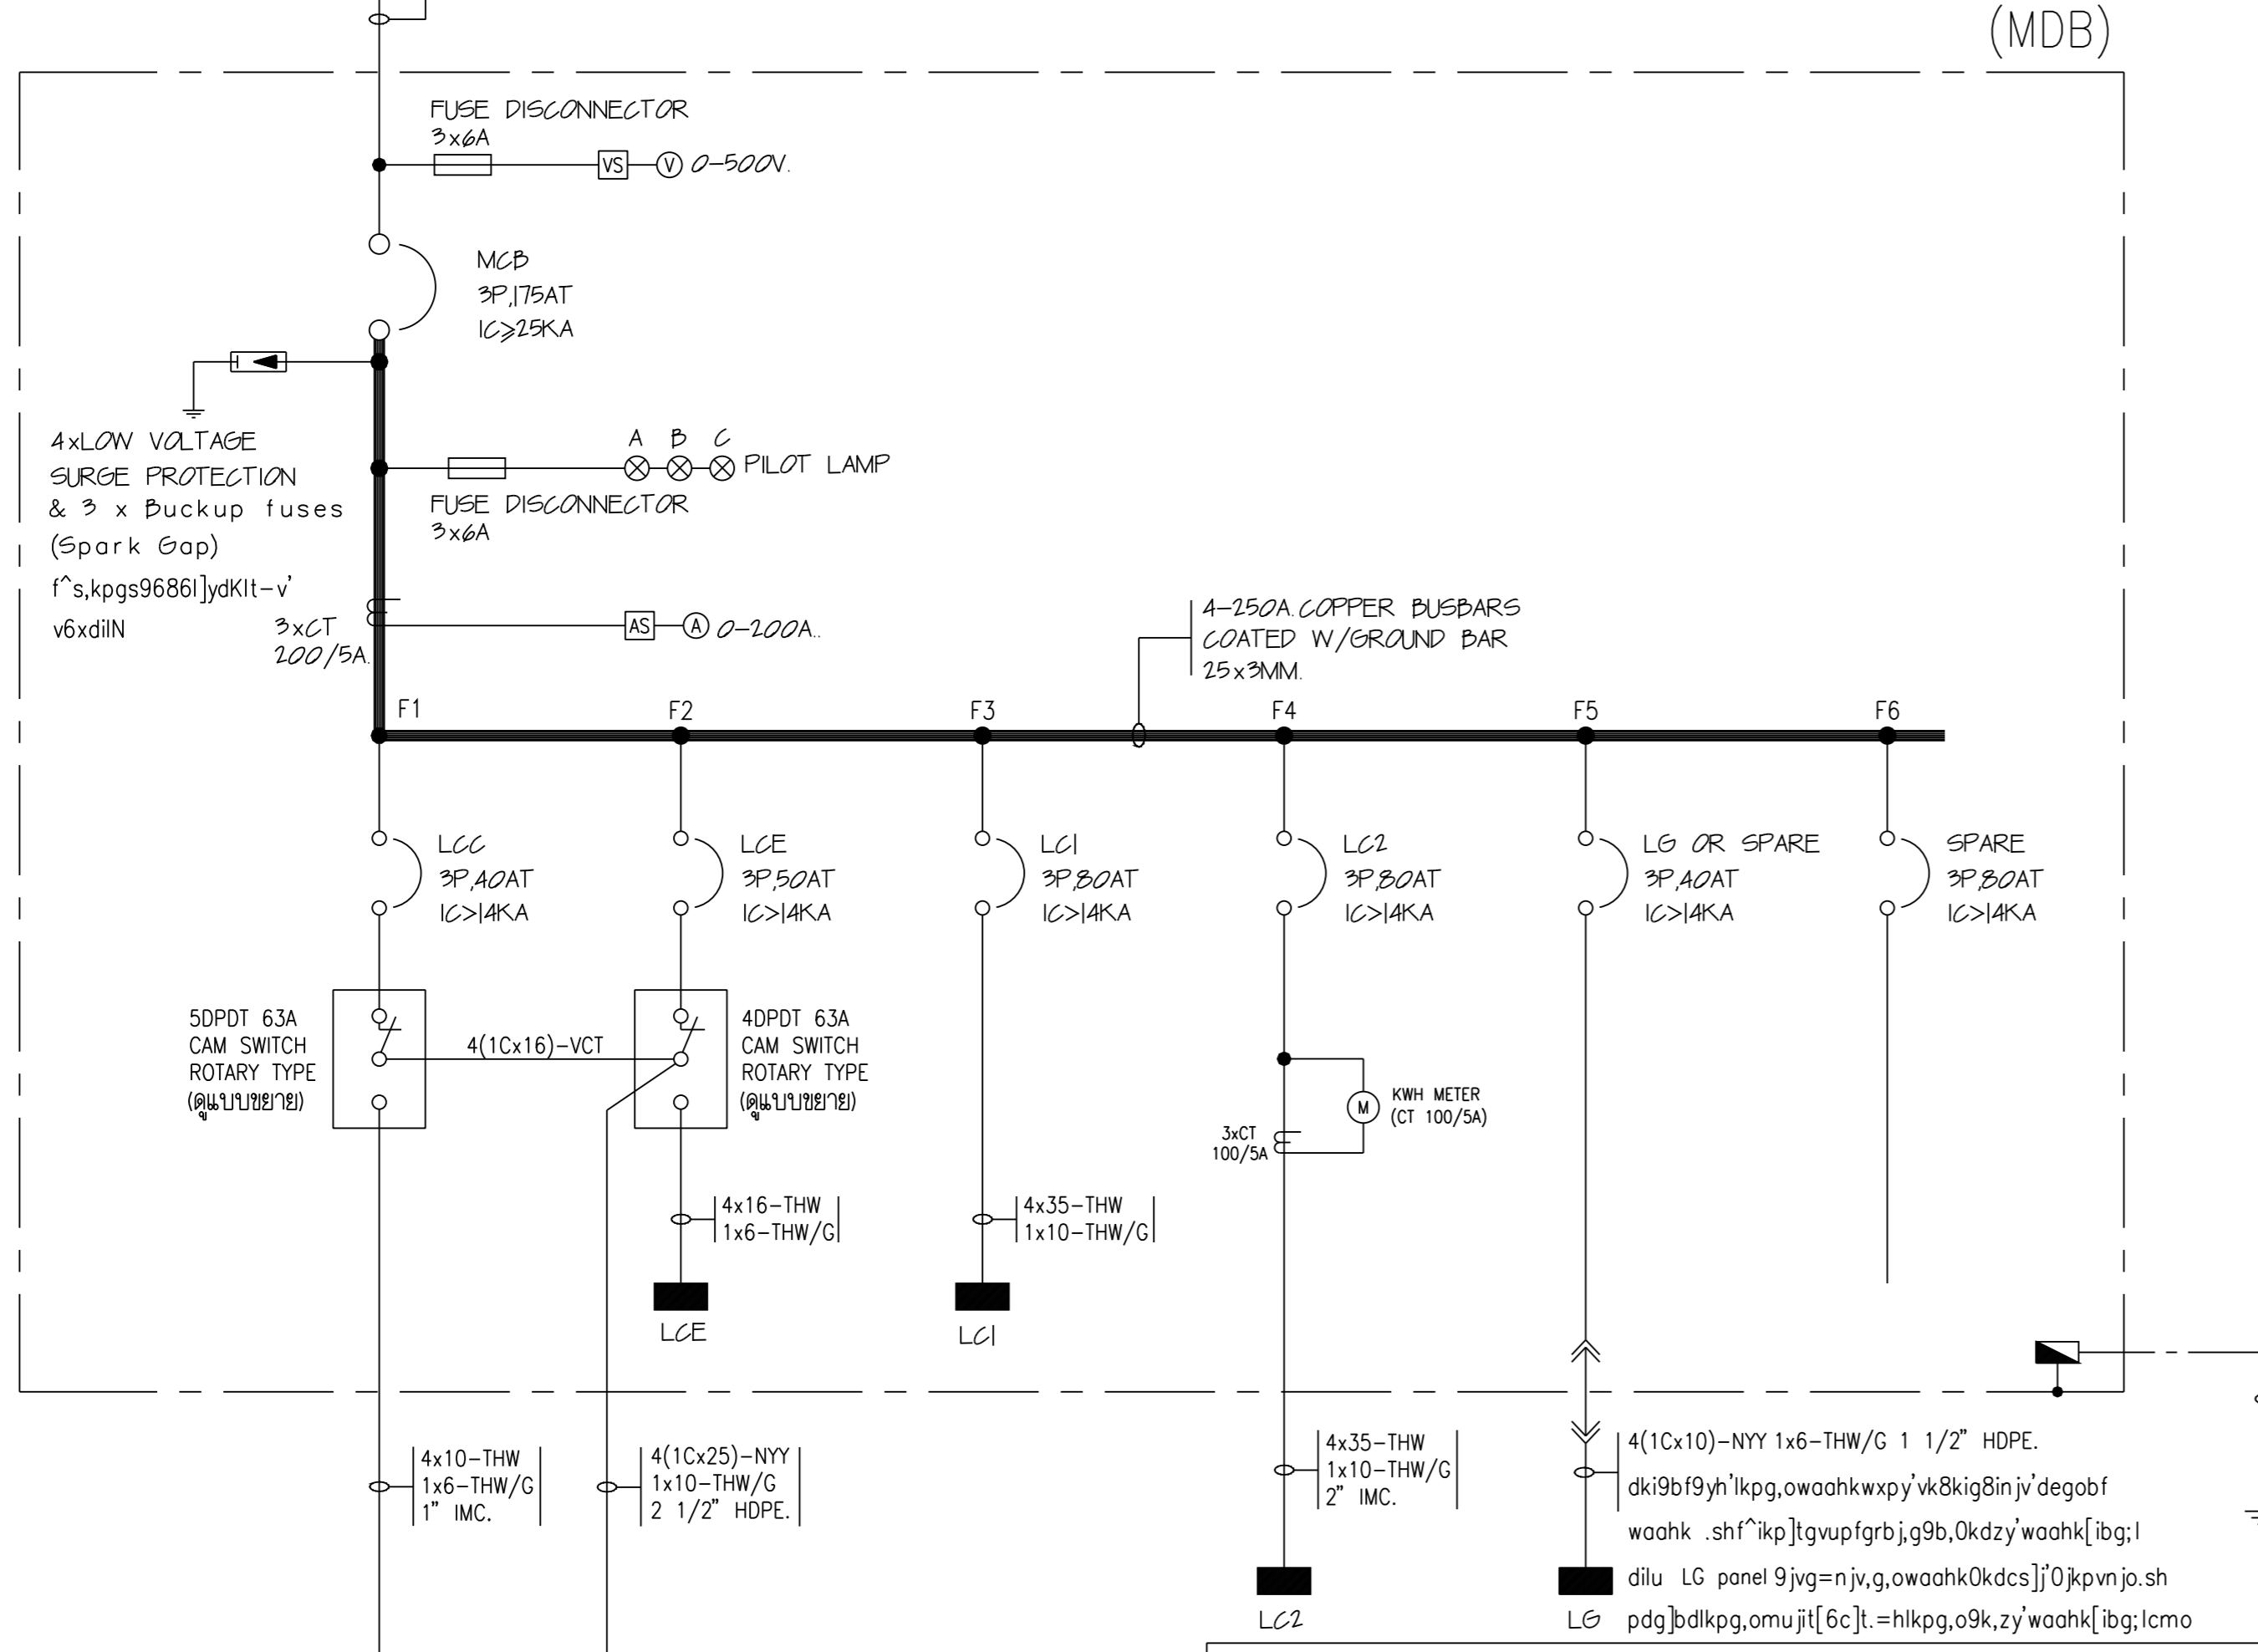 (MDB)
FUSE DISCONNECTOR
3x6A
VS
V
0-500V.
MCB
3P,175AT
IC≥25KA
4xLOW VOLTAGE
SURGE PROTECTION
& 3 x Buckup fuses
(Spark Gap)
f^s,kpgs9686l]ydKlt-v'
v6xdilN
A B C
PILOT LAMP
FUSE DISCONNECTOR
3x6A
3xCT
200/5A.
AS
A
0-200A..
4-250A. COPPER BUSBARS
COATED W/GROUND BAR
25x3MM.
F1
F2
F3
F4
F5
F6
LCC
3P,40AT
IC>14KA
LCE
3P,50AT
IC>14KA
LC1
3P,80AT
IC>14KA
LC2
3P,80AT
IC>14KA
LG OR SPARE
3P,40AT
IC>14KA
SPARE
3P,80AT
IC>14KA
5DPDT 63A
CAM SWITCH
ROTARY TYPE
(ดูแบบขยาย)
4(1Cx16)-VCT
4DPDT 63A
CAM SWITCH
ROTARY TYPE
(ดูแบบขยาย)
M
KWH METER
(CT 100/5A)
3xCT
100/5A
4x16-THW
1x6-THW/G
LCE
4x35-THW
1x10-THW/G
LC1
4x10-THW
1x6-THW/G
1" IMC.
4(1Cx25)-NYY
1x10-THW/G
2 1/2" HDPE.
4x35-THW
1x10-THW/G
2" IMC.
LC2
4(1Cx10)-NYY 1x6-THW/G 1 1/2" HDPE.
dki9bf9yh'lkpg,owaahkwxpy'vk8kig8injv'degobf
waahk .shf^ikp]tgvupfgrbj,g9b,0kdzy'waahk[ibg;l
dilu LG panel 9jvg=njv,g,owaahk0kdcs]j'0jkpvnjo.sh
pdg]bdlkpg,omujit[6c]t.=hlkpg,o9k,zy'waahk[ibg;lcmo
LG